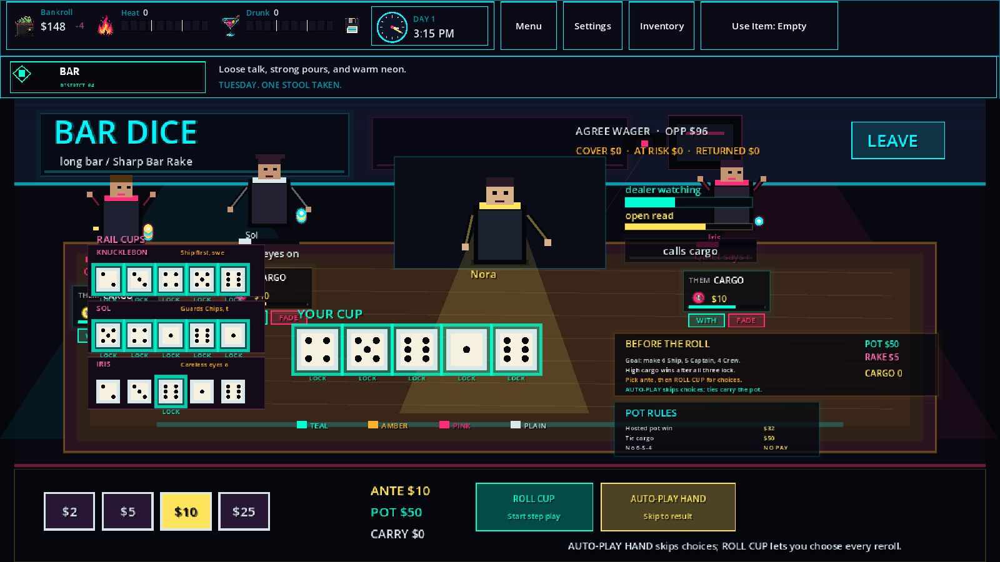 Bankroll
$148 -4
Heat 0
Drunk 0
DAY 1
3:15 PM
Menu
Settings
Inventory
Use Item: Empty
BAR
DISTRICT 04
Loose talk, strong pours, and warm neon.
TUESDAY. ONE STOOL TAKEN.
BAR DICE
long bar / Sharp Bar Rake
AGREE WAGER · OPP $96
COVER $0 · AT RISK $0 · RETURNED $0
LEAVE
dealer watching
open read
Iris
calls cargo
Quiet says r
Sol
eyes on
Nora
RAIL CUPS
KNUCKLEBON Ship first, swe
LOCK LOCK LOCK LOCK LOCK
SOL Guards Chips, t
LOCK LOCK LOCK LOCK LOCK
IRIS Careless eyes o
LOCK
THEM CARGO
$10
WITH FADE
FADE
YOUR CUP
LOCK LOCK LOCK LOCK LOCK
BEFORE THE ROLL
Goal: make 6 Ship, 5 Captain, 4 Crew.
High cargo wins after all three lock.
Pick ante, then ROLL CUP for choices.
AUTO-PLAY skips choices; ties carry the pot.
POT $50
RAKE $5
CARGO 0
POT RULES
Hosted pot win $32
Tie cargo $50
No 6-5-4 NO PAY
TEAL AMBER PINK PLAIN
$2 $5 $10 $25
ANTE $10
POT $50
CARRY $0
ROLL CUP
Start step play
AUTO-PLAY HAND
Skip to result
AUTO-PLAY HAND skips choices; ROLL CUP lets you choose every reroll.